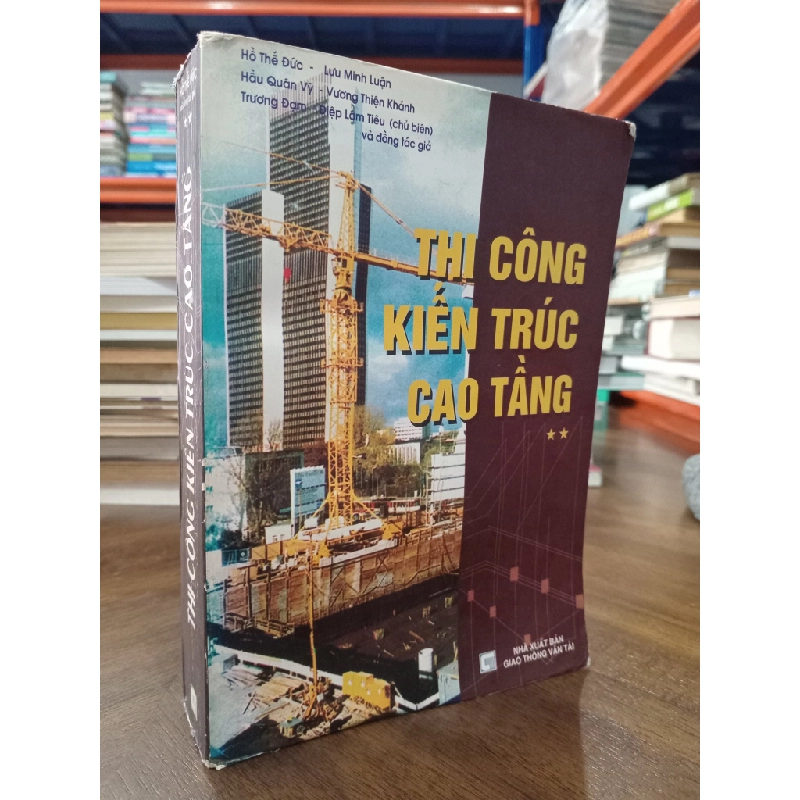 Hồ Thế Đức - Lưu Minh Luận
Hầu Quân Vỹ - Vương Thiện Khánh
Trương Đạm - Diệp Lâm Tiêu (chủ biên)
và đồng tác giả
THI CÔNG
KIẾN TRÚC
CAO TẦNG
**
NHÀ XUẤT BẢN
GIAO THÔNG VẬN TẢI
THI CÔNG KIẾN TRÚC CAO TẦNG